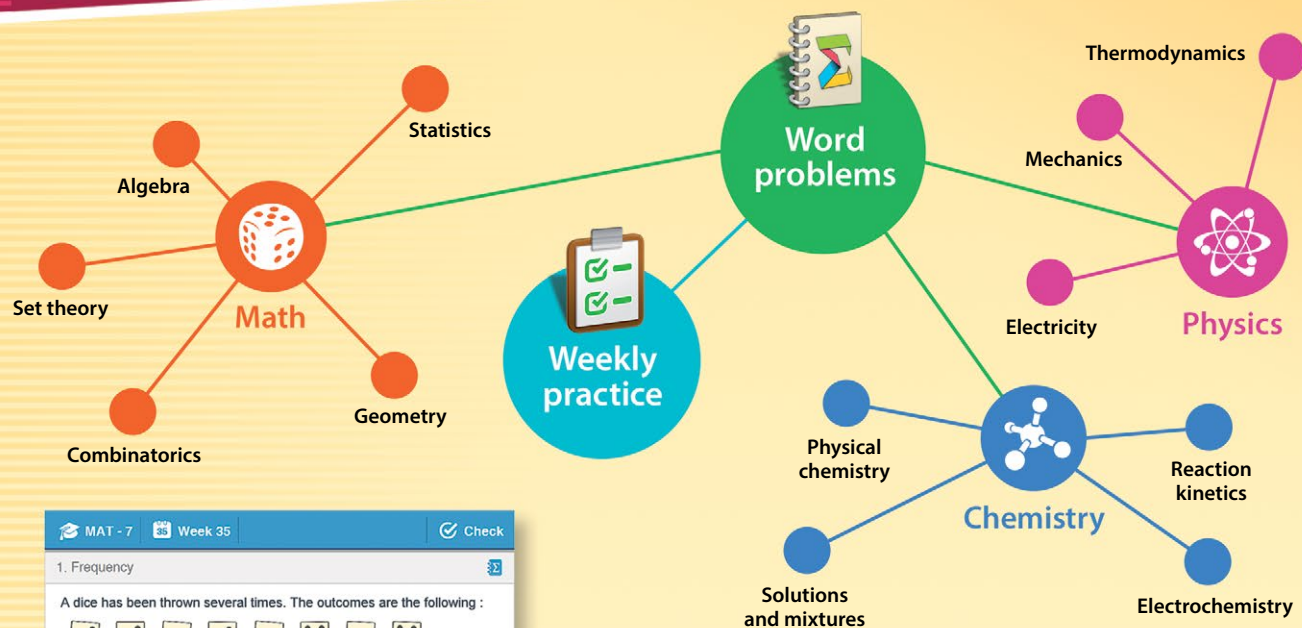 Word
problems
Weekly
practice
Statistics
Algebra
Set theory
Math
Combinatorics
Geometry
Thermodynamics
Mechanics
Electricity
Physics
Physical
chemistry
Chemistry
Reaction
kinetics
Solutions
and mixtures
Electrochemistry
MAT - 7
35
Week 35
Check
1. Frequency
Σ
A dice has been thrown several times. The outcomes are the following :